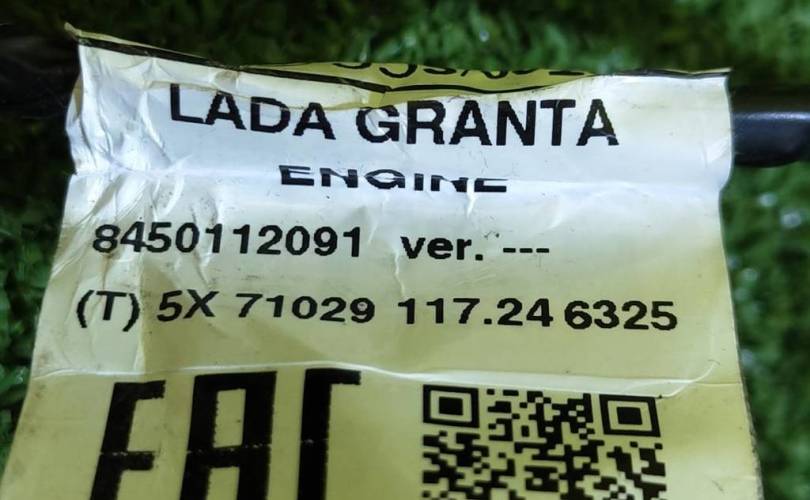 LADA GRANTA
ENGINE
8450112091 ver. ---
(T) 5X 71029 117.24 6325
EAC